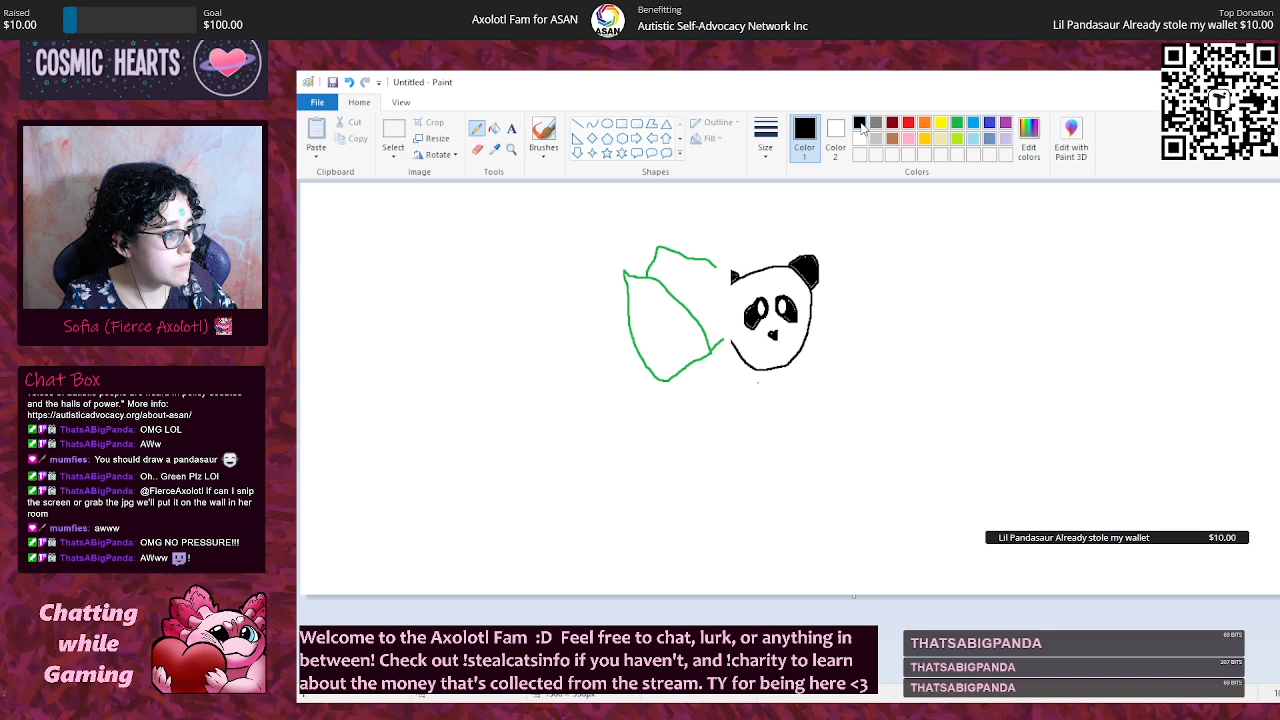 Raised
$10.00
Goal
$100.00
Axolotl Fam for ASAN
ASAN
Benefitting
Autistic Self-Advocacy Network Inc
Top Donation
Lil Pandasaur Already stole my wallet $10.00
COSMIC HEARTS
Sofia (Fierce Axolotl)
Chat Box
and the halls of power." More info:
https://autisticadvocacy.org/about-asan/
ThatsABigPanda: OMG LOL
ThatsABigPanda: AWw
mumfies: You should draw a pandasaur
ThatsABigPanda: Oh.. Green Plz LOl
ThatsABigPanda: @FIerceAxolotl If can I snip
the screen or grab the jpg we'll put it on the wall in her
room
mumfies: awww
ThatsABigPanda: OMG NO PRESSURE!!!
ThatsABigPanda: AWww !
Chatting
while
Gaming
Untitled - Paint
File
Home
View
Paste
Cut
Copy
Clipboard
Select
Crop
Resize
Rotate
Image
A
Tools
Brushes
Outline
Fill
Shapes
Size
Color
1
Color
2
Edit
colors
Colors
Edit with
Paint 3D
T
Lil Pandasaur Already stole my wallet $10.00
Welcome to the Axolotl Fam :D Feel free to chat, lurk, or anything in
between! Check out !stealcatsinfo if you haven't, and !charity to learn
about the money that's collected from the stream. TY for being here <3
THATSABIGPANDA 69 BITS
THATSABIGPANDA 207 BITS
THATSABIGPANDA 69 BITS